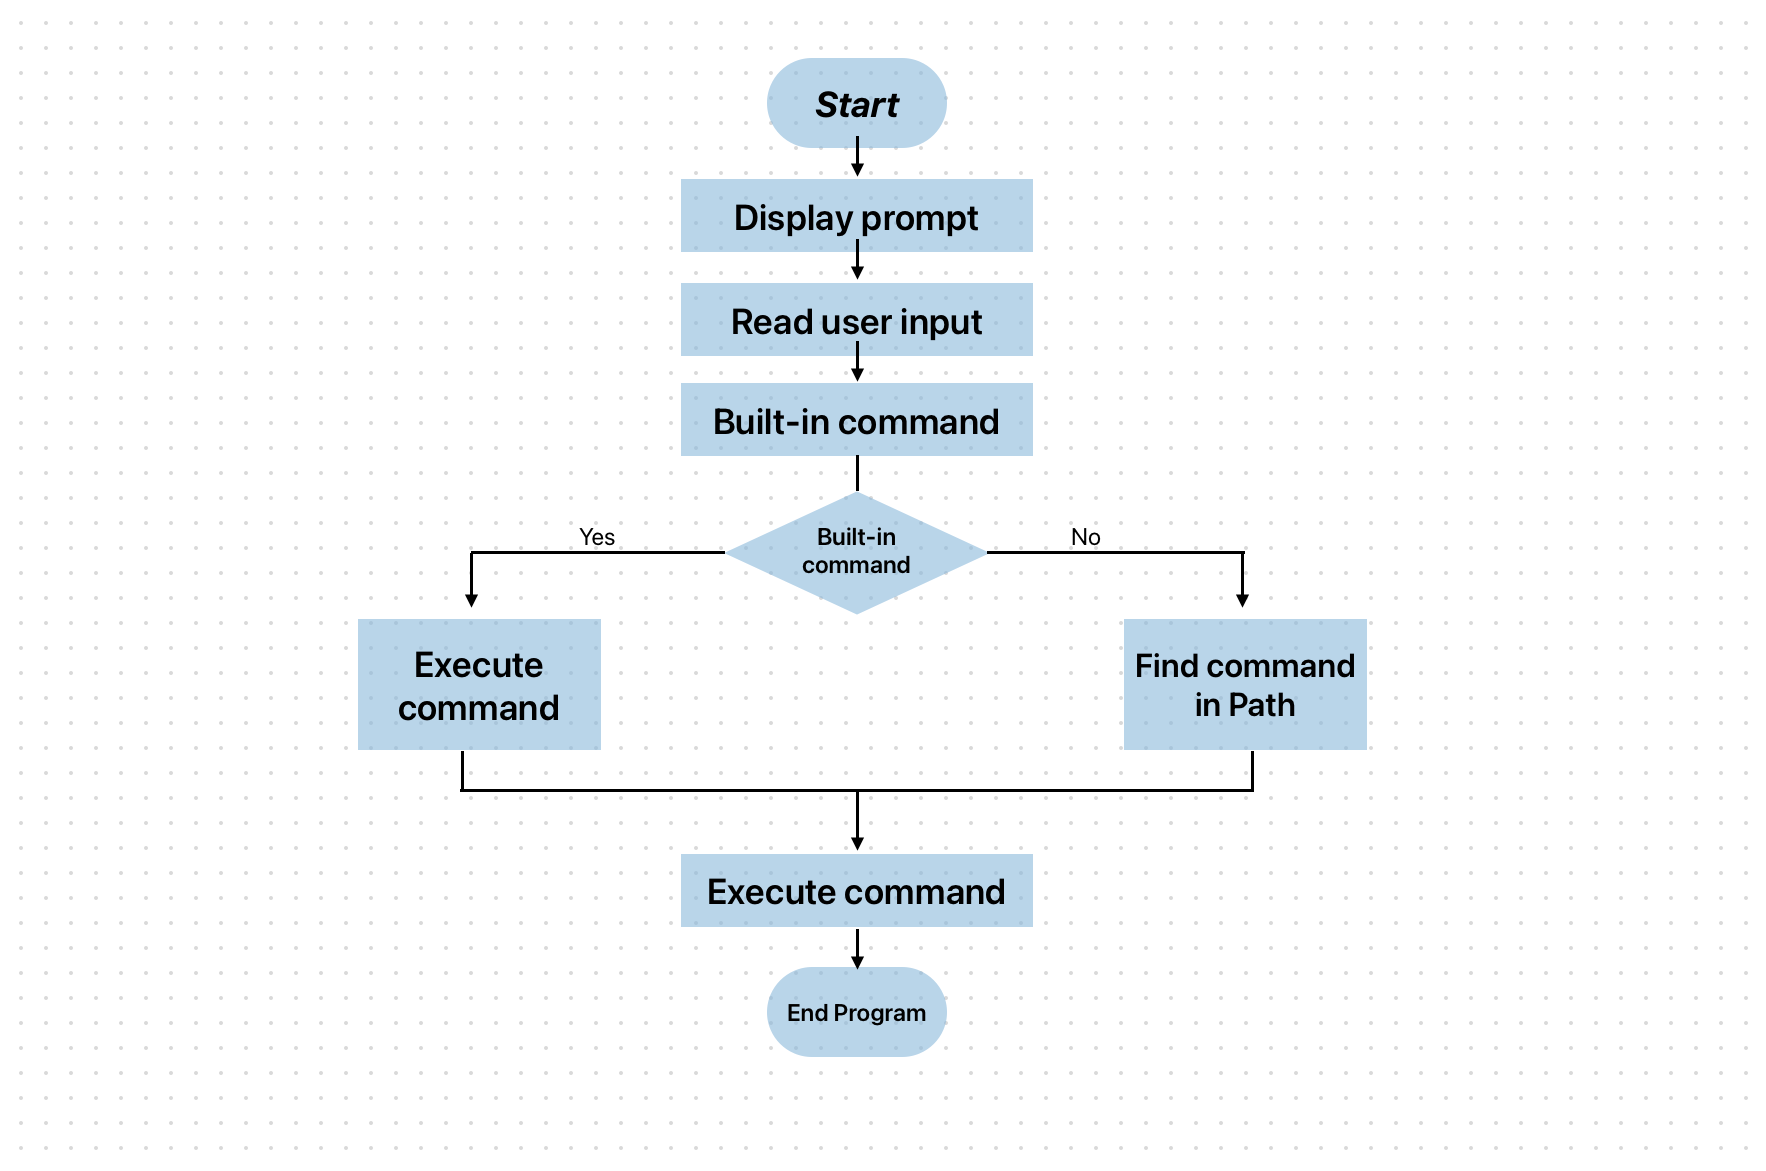 Start
Display prompt
Read user input
Built-in command
Built-in
command
Yes
No
Execute
command
Find command
in Path
Execute command
End Program